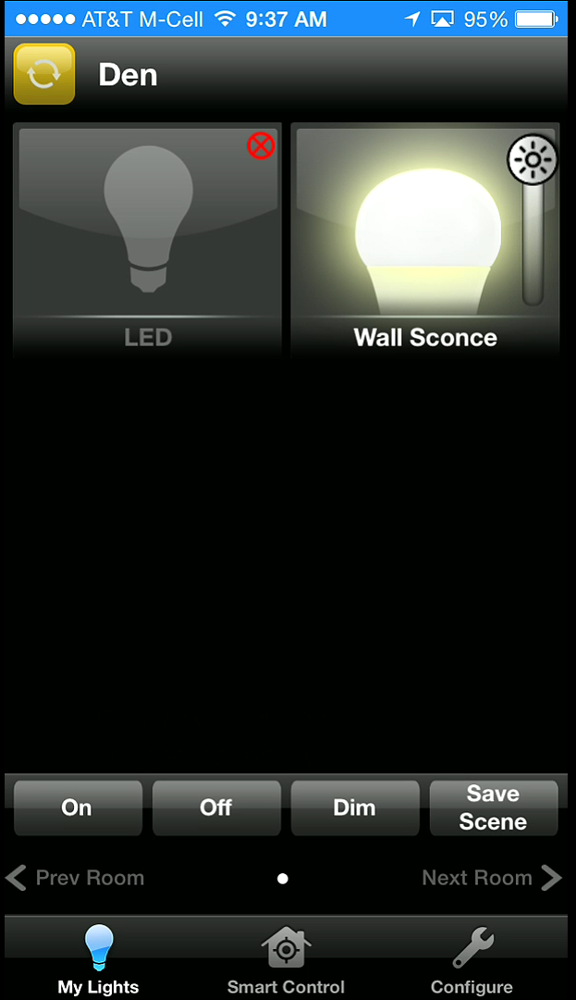 ●●●●● AT&T M-Cell 9:37 AM 95%
Den
LED
Wall Sconce
On
Off
Dim
Save
Scene
Prev Room
Next Room
My Lights
Smart Control
Configure